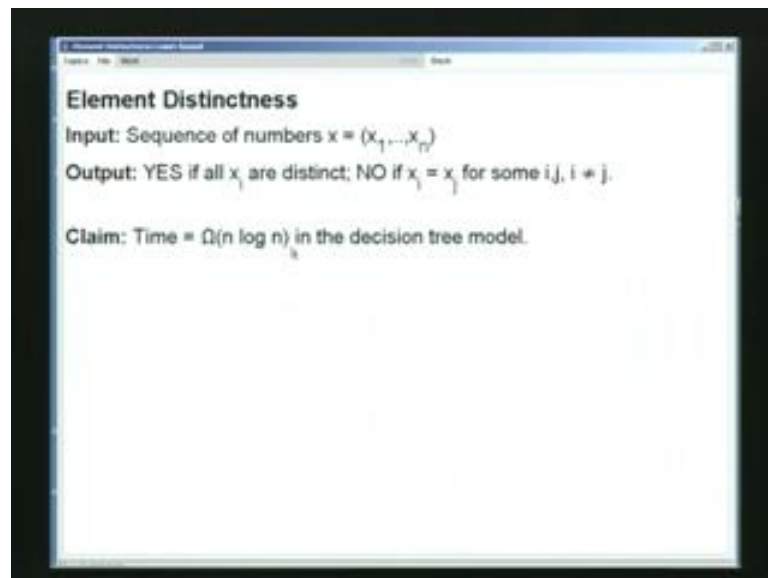 Element Distinctness
Input: Sequence of numbers x = (x₁,...,xₙ)
Output: YES if all xᵢ are distinct; NO if xᵢ = xⱼ for some i,j, i ≠ j.
Claim: Time = Ω(n log n) in the decision tree model.